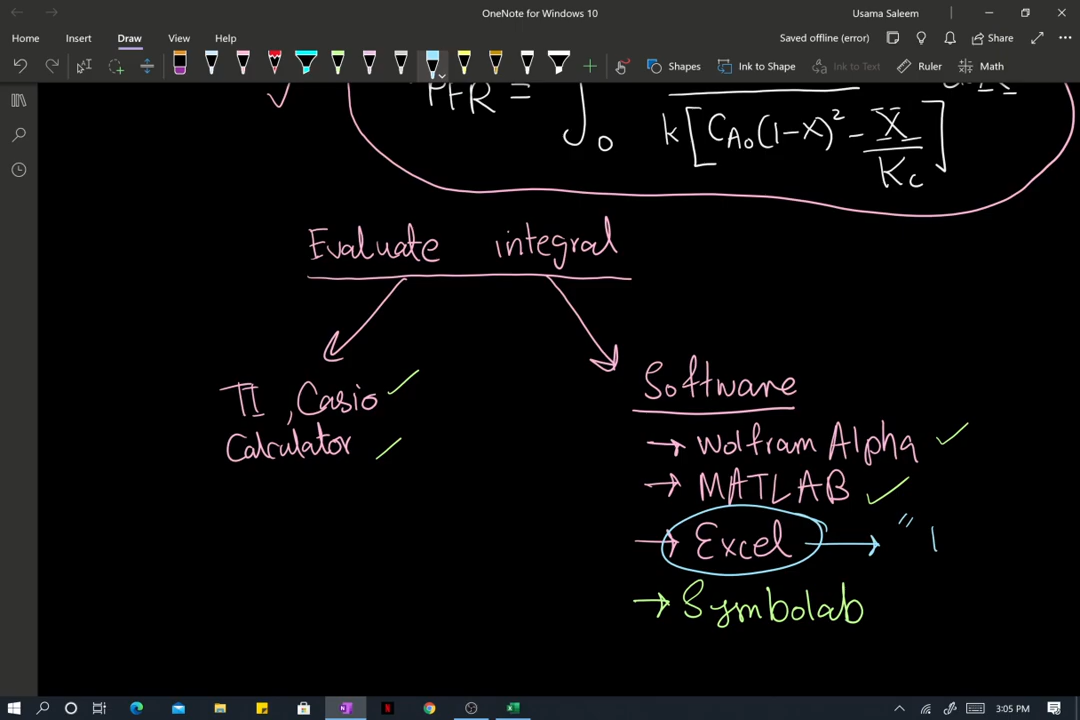 OneNote for Windows 10
Usama Saleem
Home Insert Draw View Help
Saved offline (error)
Share
Shapes
Ink to Shape
Ink to Text
Ruler
Math
PFR = ∫0
k[CA0(1-X)² - X/Kc]
Evaluate integral
TI, Casio
Calculator
Software
→ Wolfram Alpha
→ MATLAB
→ Excel → "I
→ Symbolab
3:05 PM